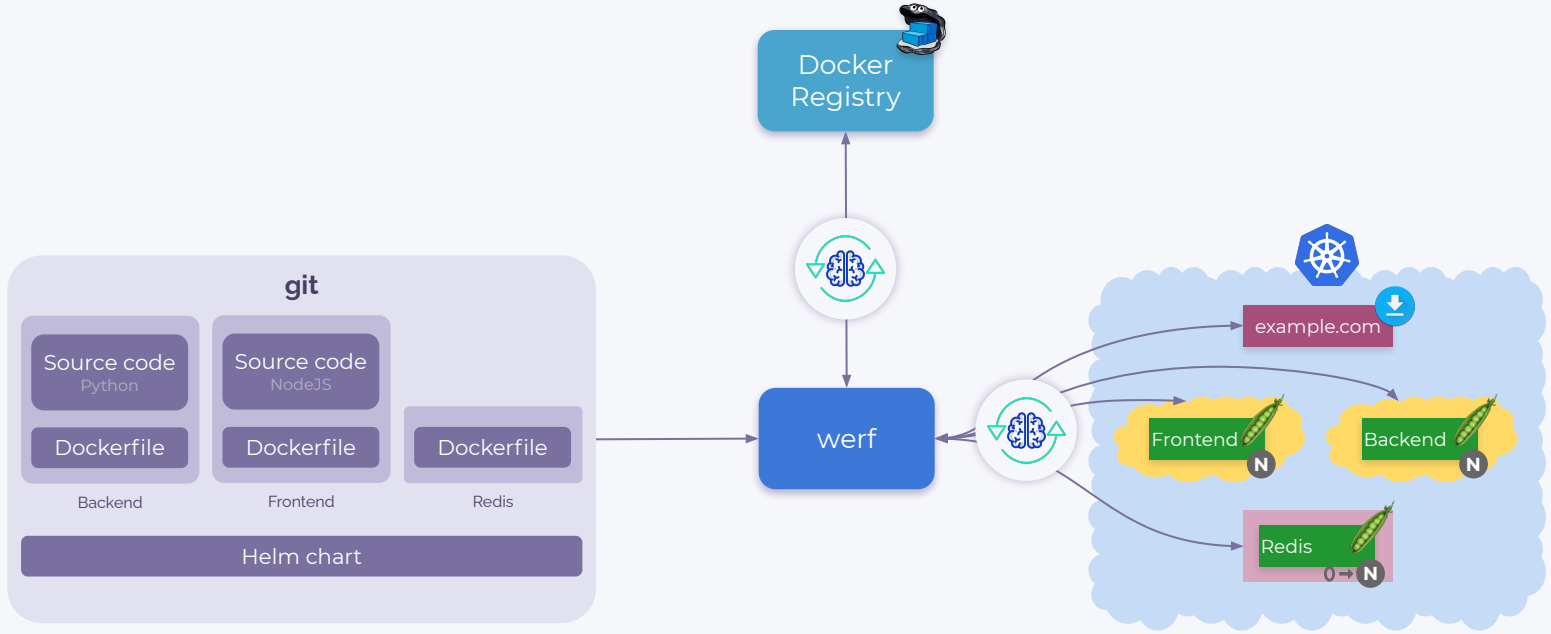 Docker
Registry
git
Source code
Python
Dockerfile
Backend
Source code
NodeJS
Dockerfile
Frontend
Dockerfile
Redis
Helm chart
werf
example.com
Frontend
N
Backend
N
Redis
0
N